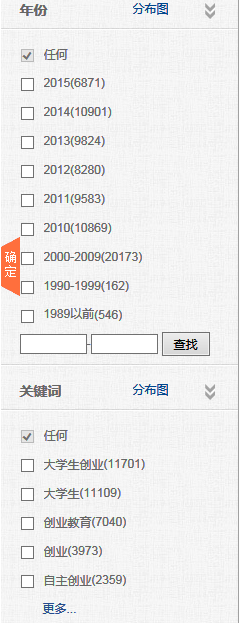 年份 分布图
任何
2015(6871)
2014(10901)
2013(9824)
2012(8280)
2011(9583)
2010(10869)
2000-2009(20173)
1990-1999(162)
1989以前(546)
确定
- 查找
关键词 分布图
任何
大学生创业(11701)
大学生(11109)
创业教育(7040)
创业(3973)
自主创业(2359)
更多...